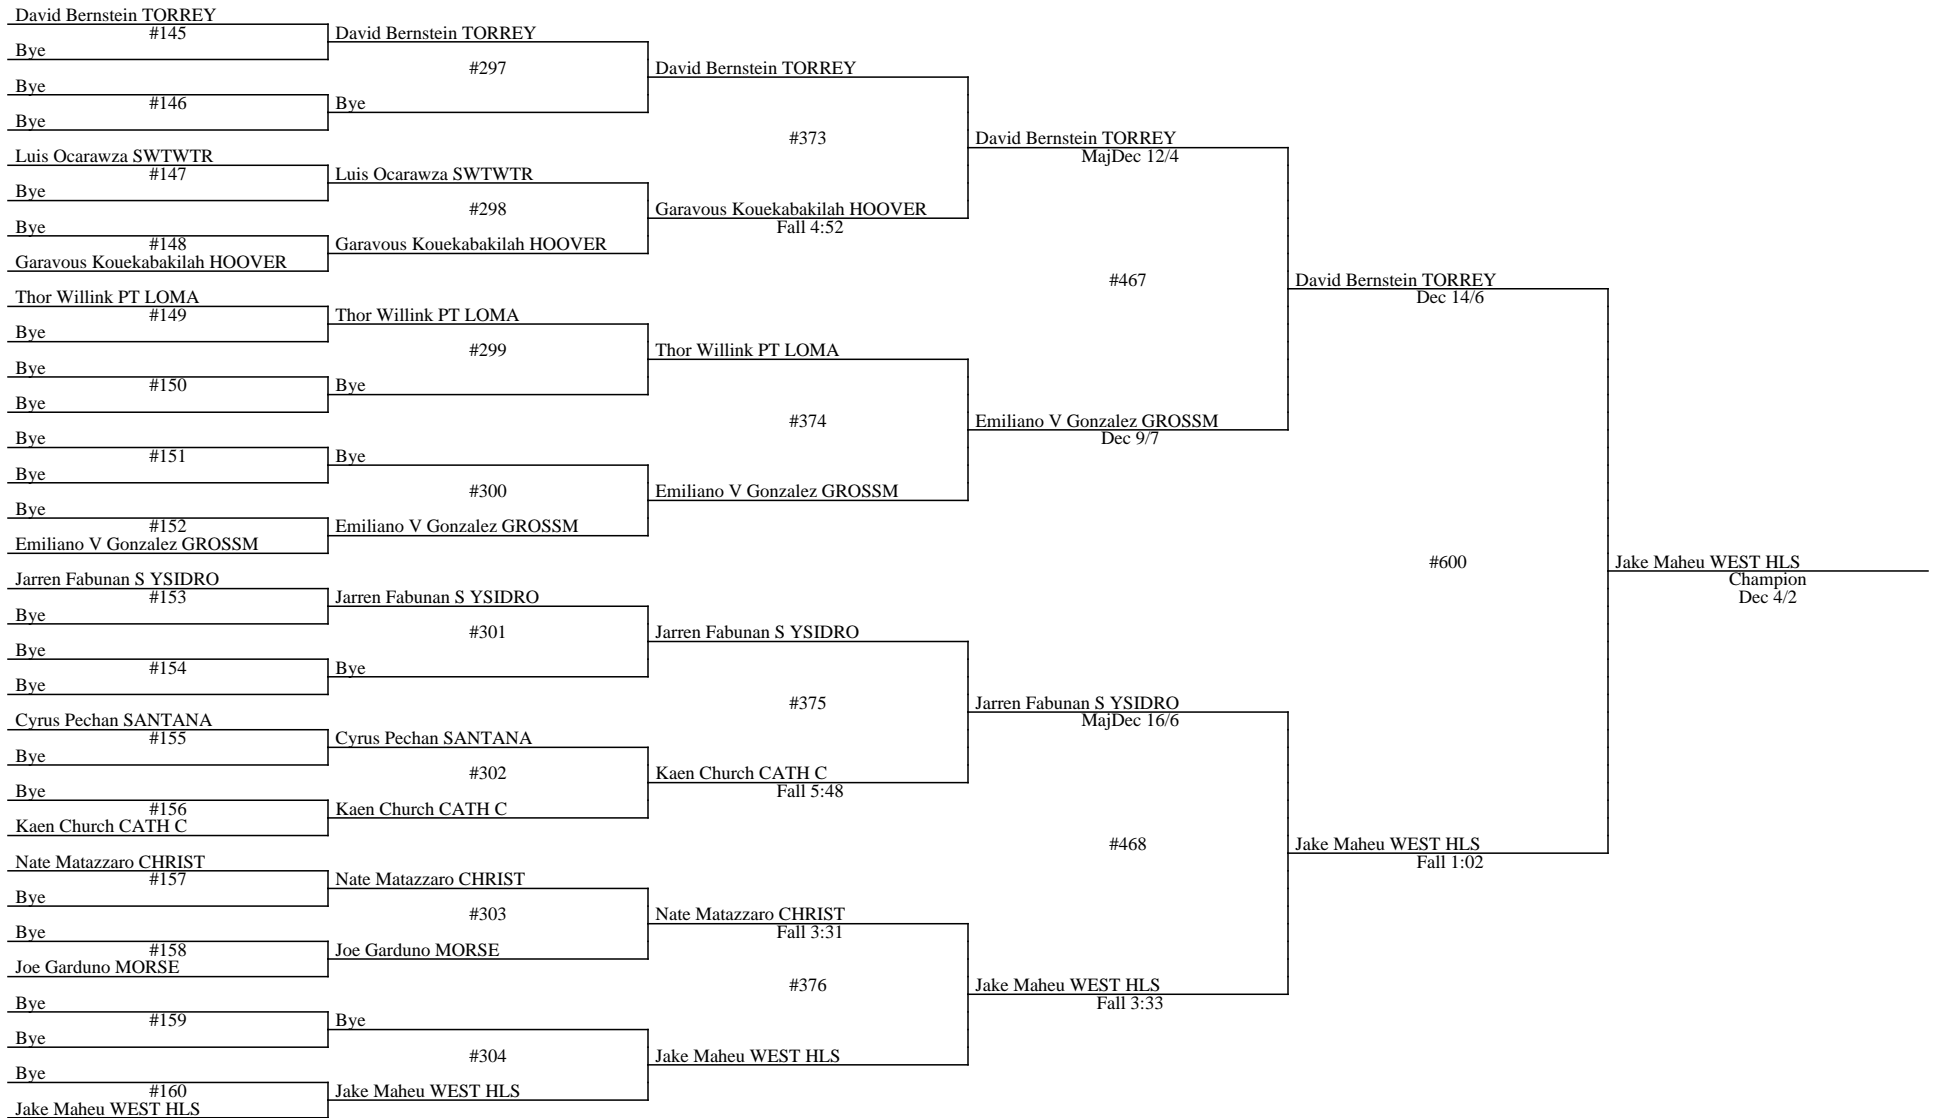 David Bernstein TORREY
#145
Bye
Bye
#146
Bye
Luis Ocarawza SWTWTR
#147
Bye
Bye
#148
Garavous Kouekabakilah HOOVER
Thor Willink PT LOMA
#149
Bye
Bye
#150
Bye
Bye
#151
Bye
Bye
#152
Emiliano V Gonzalez GROSSM
Jarren Fabunan S YSIDRO
#153
Bye
Bye
#154
Bye
Cyrus Pechan SANTANA
#155
Bye
Bye
#156
Kaen Church CATH C
Nate Matazzaro CHRIST
#157
Bye
Bye
#158
Joe Garduno MORSE
Bye
#159
Bye
Bye
#160
Jake Maheu WEST HLS
David Bernstein TORREY
#297
Bye
Luis Ocarawza SWTWTR
#298
Garavous Kouekabakilah HOOVER
Thor Willink PT LOMA
#299
Bye
Bye
#300
Emiliano V Gonzalez GROSSM
Jarren Fabunan S YSIDRO
#301
Bye
Cyrus Pechan SANTANA
#302
Kaen Church CATH C
Nate Matazzaro CHRIST
#303
Joe Garduno MORSE
Bye
#304
Jake Maheu WEST HLS
David Bernstein TORREY
#373
Garavous Kouekabakilah HOOVER
Fall 4:52
Thor Willink PT LOMA
#374
Emiliano V Gonzalez GROSSM
Jarren Fabunan S YSIDRO
#375
Kaen Church CATH C
Fall 5:48
Nate Matazzaro CHRIST
Fall 3:31
#376
Jake Maheu WEST HLS
David Bernstein TORREY
MajDec 12/4
#467
Emiliano V Gonzalez GROSSM
Dec 9/7
Jarren Fabunan S YSIDRO
MajDec 16/6
#468
Jake Maheu WEST HLS
Fall 3:33
David Bernstein TORREY
Dec 14/6
#600
Jake Maheu WEST HLS
Fall 1:02
Jake Maheu WEST HLS
Champion
Dec 4/2